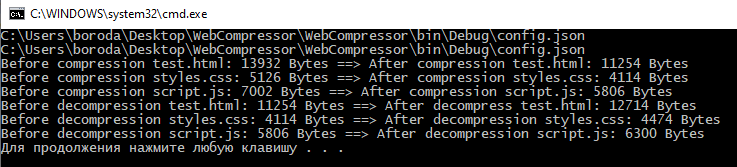 C:\WINDOWS\system32\cmd.exe
C:\Users\boroda\Desktop\WebCompressor\WebCompressor\bin\Debug\config.json
C:\Users\boroda\Desktop\WebCompressor\WebCompressor\bin\Debug\config.json
Before compression test.html: 13932 Bytes ==> After compression test.html: 11254 Bytes
Before compression styles.css: 5126 Bytes ==> After compression styles.css: 4114 Bytes
Before compression script.js: 7002 Bytes ==> After compression script.js: 5806 Bytes
Before decompression test.html: 11254 Bytes ==> After decompress test.html: 12714 Bytes
Before decompression styles.css: 4114 Bytes ==> After decompression styles.css: 4474 Bytes
Before decompression script.js: 5806 Bytes ==> After decompression script.js: 6300 Bytes
Для продолжения нажмите любую клавишу . . .